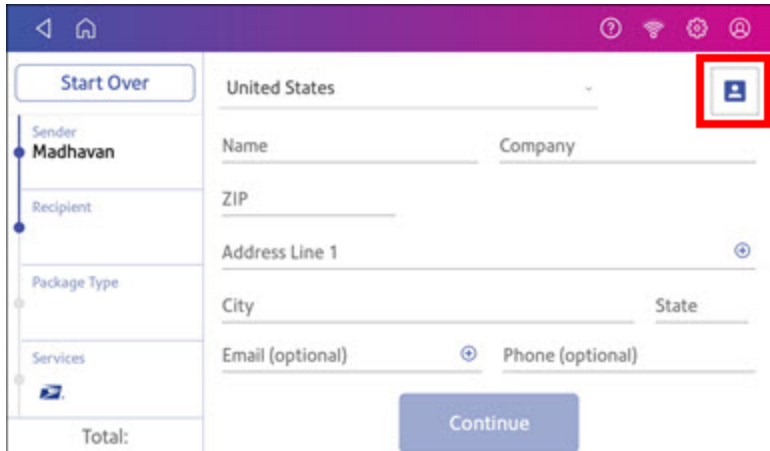 Start Over
Sender
Madhavan
Recipient
Package Type
Services
Total:
United States
Name
Company
ZIP
Address Line 1
City
State
Email (optional)
Phone (optional)
Continue